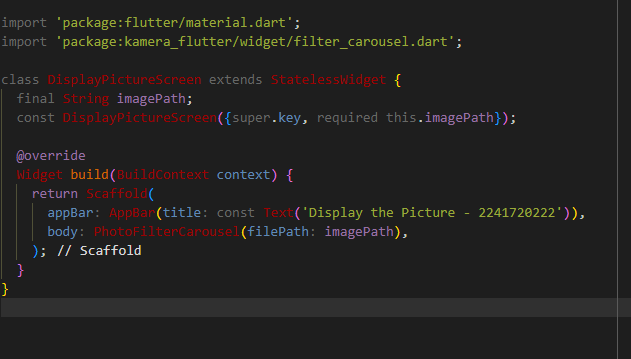 import 'package:flutter/material.dart';
import 'package:kamera_flutter/widget/filter_carousel.dart';

class DisplayPictureScreen extends StatelessWidget {
  final String imagePath;
  const DisplayPictureScreen({super.key, required this.imagePath});

  @override
  Widget build(BuildContext context) {
    return Scaffold(
      appBar: AppBar(title: const Text('Display the Picture - 2241720222')),
      body: PhotoFilterCarousel(filePath: imagePath),
    ); // Scaffold
  }
}